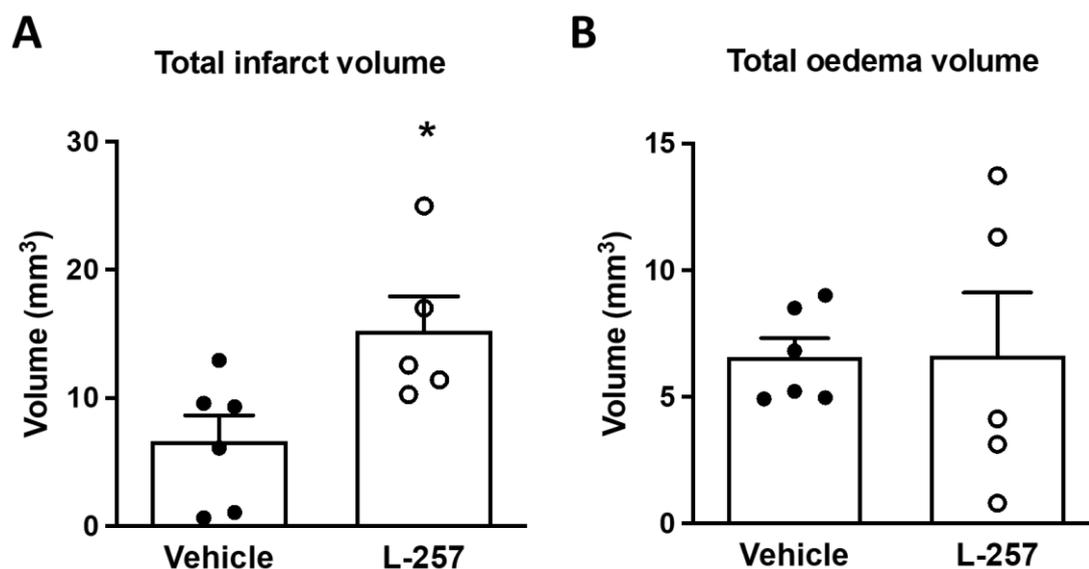 A
Total infarct volume
*
Volume (mm³)
30
20
10
0
Vehicle L-257
B
Total oedema volume
Volume (mm³)
15
10
5
0
Vehicle L-257